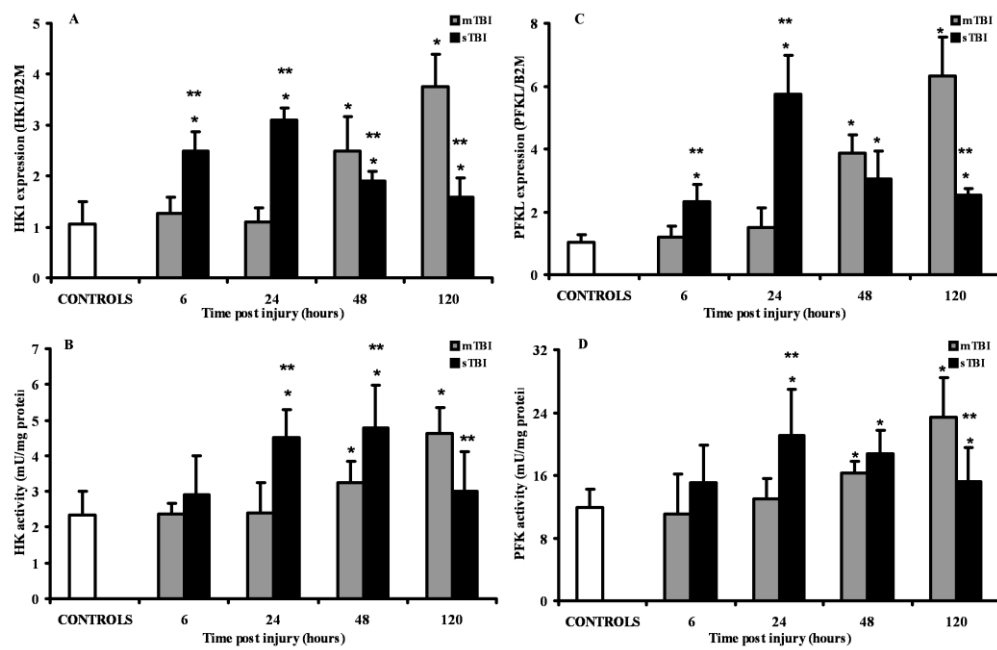 A
mTBI
sTBI
HK1 expression (HK1/B2M)
5
4
3
2
1
0
** *
** *
*
** *
*
** *
CONTROLS 6 24 48 120
Time post injury (hours)
C
mTBI
sTBI
PFKL expression (PFKL/B2M)
8
6
4
2
0
** *
** *
*
*
*
** *
CONTROLS 6 24 48 120
Time post injury (hours)
B
mTBI
sTBI
HK activity (mU/mg protein)
7
6
5
4
3
2
1
0
** *
*
** *
*
**
CONTROLS 6 24 48 120
Time post injury (hours)
D
mTBI
sTBI
PFK activity (mU/mg protein)
32
24
16
8
0
** *
*
*
*
** *
CONTROLS 6 24 48 120
Time post injury (hours)